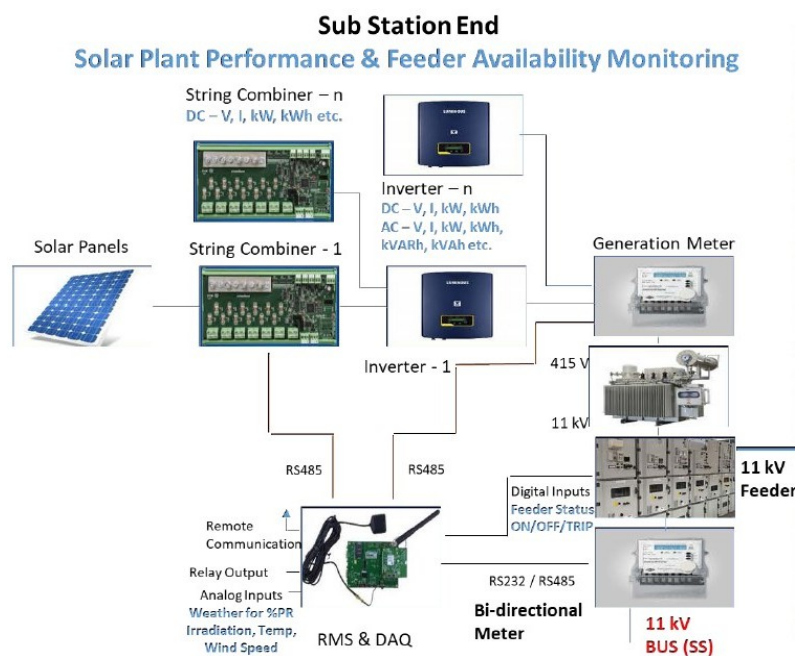 Sub Station End
Solar Plant Performance & Feeder Availability Monitoring
String Combiner – n
DC – V, I, kW, kWh etc.
LUMINOUS
Inverter – n
DC – V, I, kW, kWh
AC – V, I, kW, kWh,
kVARh, kVAh etc.
Solar Panels
String Combiner - 1
Generation Meter
LUMINOUS
Inverter - 1
415 V
11 kV
RS485
RS485
11 kV
Feeder
Digital Inputs
Feeder Status
ON/OFF/TRIP
Remote
Communication
Relay Output
Analog Inputs
Weather for %PR
Irradiation, Temp,
Wind Speed
RMS & DAQ
RS232 / RS485
Bi-directional
Meter
11 kV
BUS (SS)